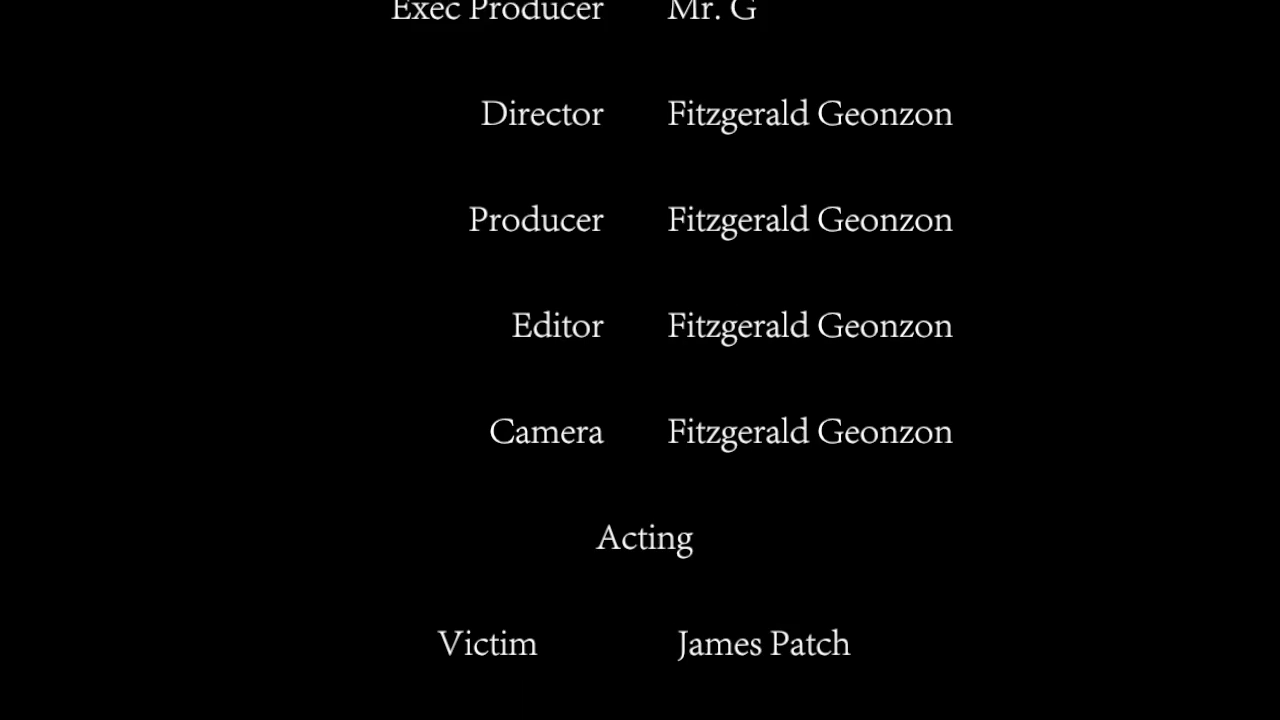 Exec Producer Mr. G
Director Fitzgerald Geonzon
Producer Fitzgerald Geonzon
Editor Fitzgerald Geonzon
Camera Fitzgerald Geonzon
Acting
Victim James Patch